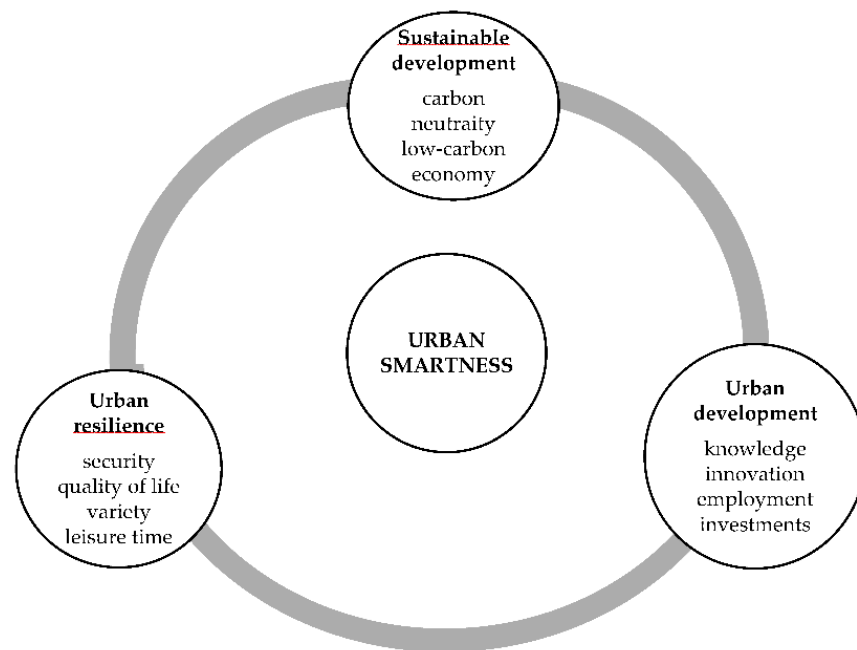 Sustainable
development
carbon
neutraity
low-carbon
economy
URBAN
SMARTNESS
Urban
resilience
security
quality of life
variety
leisure time
Urban
development
knowledge
innovation
employment
investments